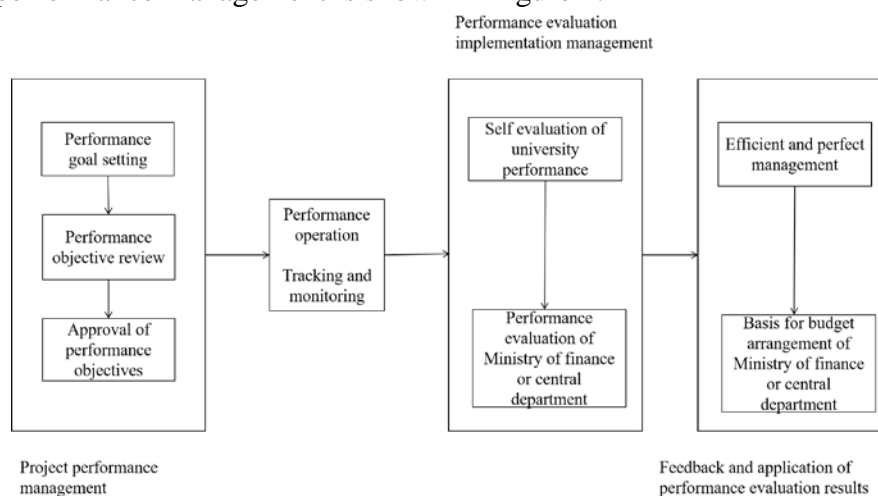 Performance evaluation
implementation management
Performance
goal setting
Performance
objective review
Approval of
performance
objectives
Performance
operation
Tracking and
monitoring
Self evaluation of
university
performance
Performance
evaluation of
Ministry of finance
or central
department
Efficient and perfect
management
Basis for budget
arrangement of
Ministry of finance
or central
department
Project performance
management
Feedback and application of
performance evaluation results